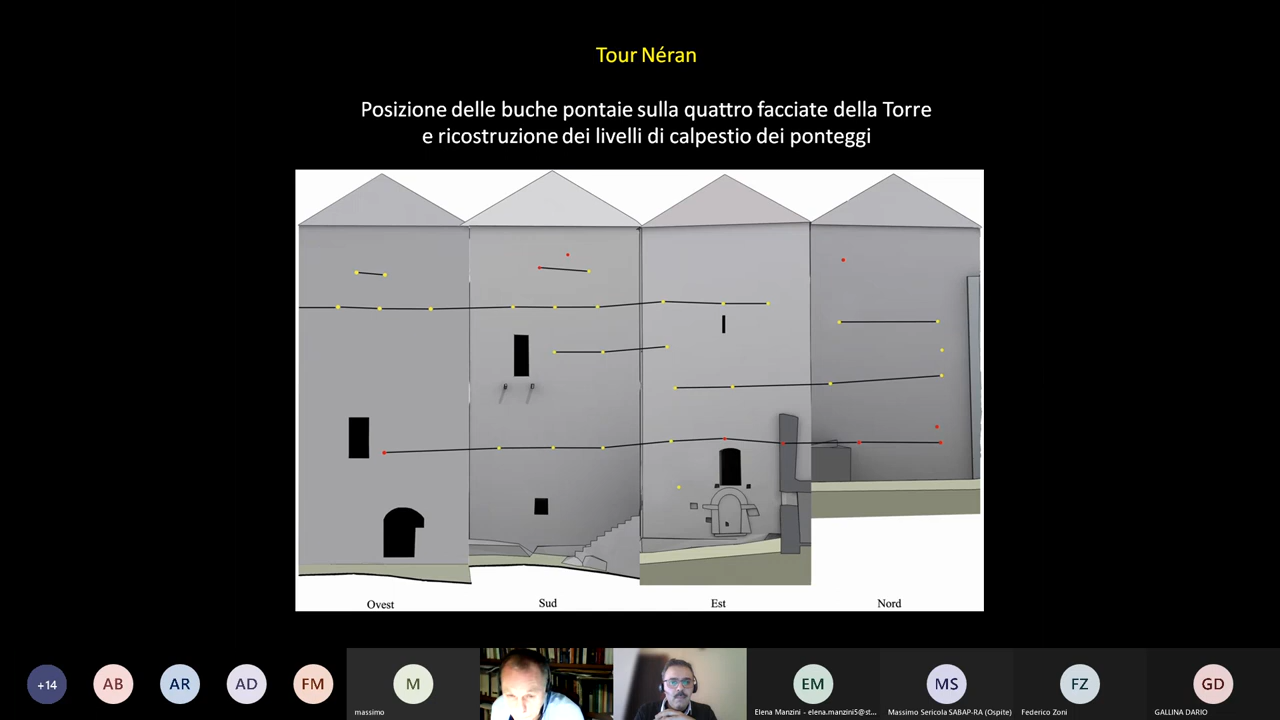 Tour Néran
Posizione delle buche pontaie sulla quattro facciate della Torre
e ricostruzione dei livelli di calpestio dei ponteggi
Ovest
Sud
Est
Nord
+14
AB
AR
AD
FM
M
EM
MS
FZ
GD
massimo
Elena Manzini - elena.manzini5@st...
Massimo Sericola SABAP-RA (Ospite)
Federico Zoni
GALLINA DARIO